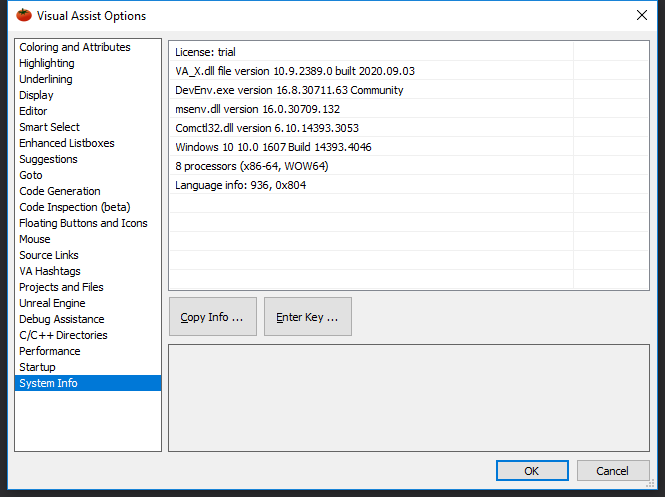 Visual Assist Options
Coloring and Attributes
Highlighting
Underlining
Display
Editor
Smart Select
Enhanced Listboxes
Suggestions
Goto
Code Generation
Code Inspection (beta)
Floating Buttons and Icons
Mouse
Source Links
VA Hashtags
Projects and Files
Unreal Engine
Debug Assistance
C/C++ Directories
Performance
Startup
System Info
License: trial
VA_X.dll file version 10.9.2389.0 built 2020.09.03
DevEnv.exe version 16.8.30711.63 Community
msenv.dll version 16.0.30709.132
Comctl32.dll version 6.10.14393.3053
Windows 10 10.0 1607 Build 14393.4046
8 processors (x86-64, WOW64)
Language info: 936, 0x804
Copy Info ...
Enter Key ...
OK
Cancel